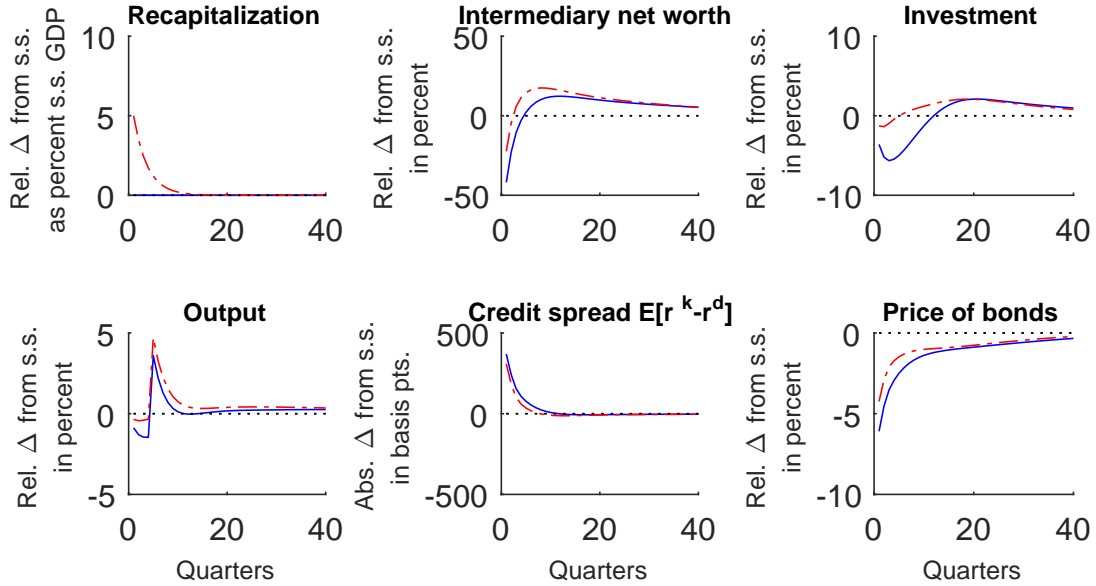 Recapitalization
Rel. Δ from s.s.
as percent s.s. GDP
10
5
0
0
20
40
Intermediary net worth
Rel. Δ from s.s.
in percent
50
0
-50
0
20
40
Investment
Rel. Δ from s.s.
in percent
10
0
-10
0
20
40
Output
Rel. Δ from s.s.
in percent
5
0
-5
0
20
40
Quarters
Credit spread E[r k-rd]
Abs. Δ from s.s.
in basis pts.
500
0
-500
0
20
40
Quarters
Price of bonds
Rel. Δ from s.s.
in percent
0
-5
-10
0
20
40
Quarters